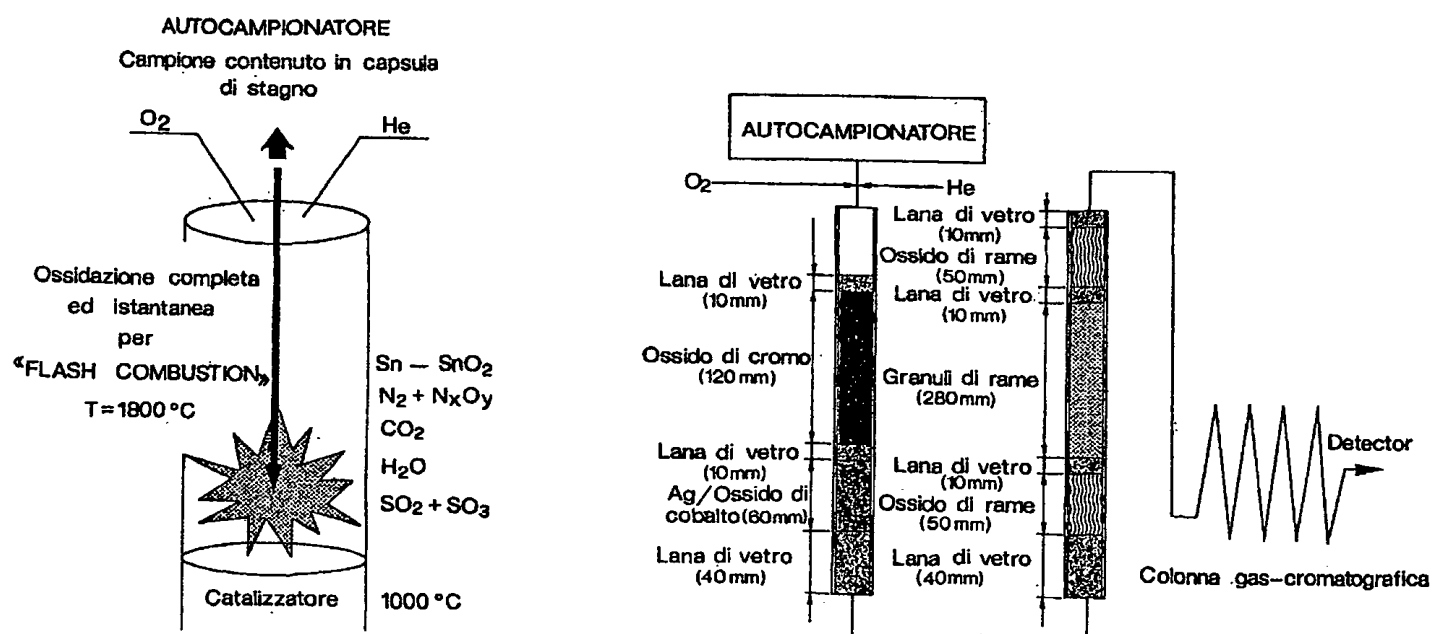 AUTOCAMPIONATORE
Campione contenuto in capsula
di stagno
O2
He
Ossidazione completa
ed istantanea
per
«FLASH COMBUSTION»
T=1800 °C
Sn — SnO2
N2 + NxOy
CO2
H2O
SO2 + SO3
Catalizzatore
1000 °C
AUTOCAMPIONATORE
O2
He
Lana di vetro
(10mm)
Ossido di cromo
(120mm)
Lana di vetro
(10mm)
Ag/Ossido di
cobalto (60mm)
Lana di vetro
(40mm)
Lana di vetro
(10mm)
Ossido di rame
(50mm)
Lana di vetro
(10mm)
Granuli di rame
(280mm)
Lana di vetro
(10mm)
Ossido di rame
(50mm)
Lana di vetro
(40mm)
Detector
Colonna gas-cromatografica